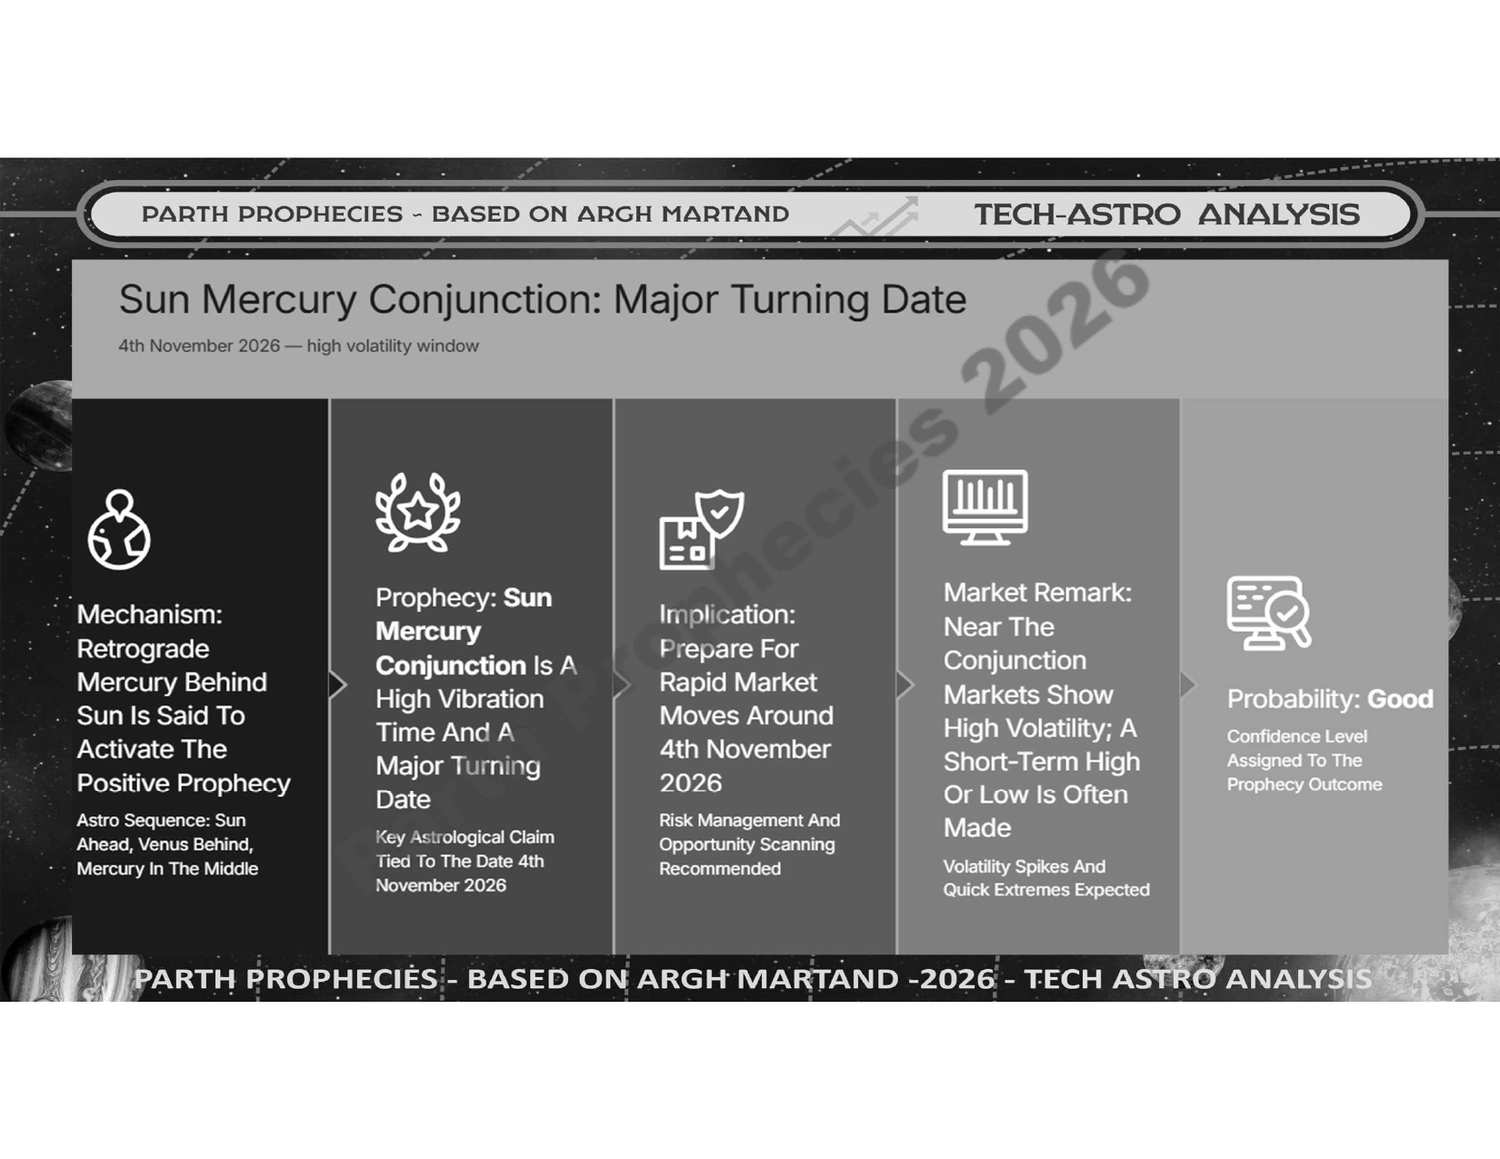 PARTH PROPHECIES ~ BASED ON ARGH MARTAND
TECH-ASTRO ANALYSIS
Sun Mercury Conjunction: Major Turning Date
4th November 2026 — high volatility window
Mechanism:
Retrograde
Mercury Behind
Sun Is Said To
Activate The
Positive Prophecy
Astro Sequence: Sun
Ahead, Venus Behind,
Mercury In The Middle
Prophecy: Sun
Mercury
Conjunction Is A
High Vibration
Time And A
Major Turning
Date
Key Astrological Claim
Tied To The Date 4th
November 2026
Implication:
Prepare For
Rapid Market
Moves Around
4th November
2026
Risk Management And
Opportunity Scanning
Recommended
Market Remark:
Near The
Conjunction
Markets Show
High Volatility; A
Short-Term High
Or Low Is Often
Made
Volatility Spikes And
Quick Extremes Expected
Probability: Good
Confidence Level
Assigned To The
Prophecy Outcome
Parth Prophecies 2026
PARTH PROPHECIES - BASED ON ARGH MARTAND -2026 - TECH ASTRO ANALYSIS